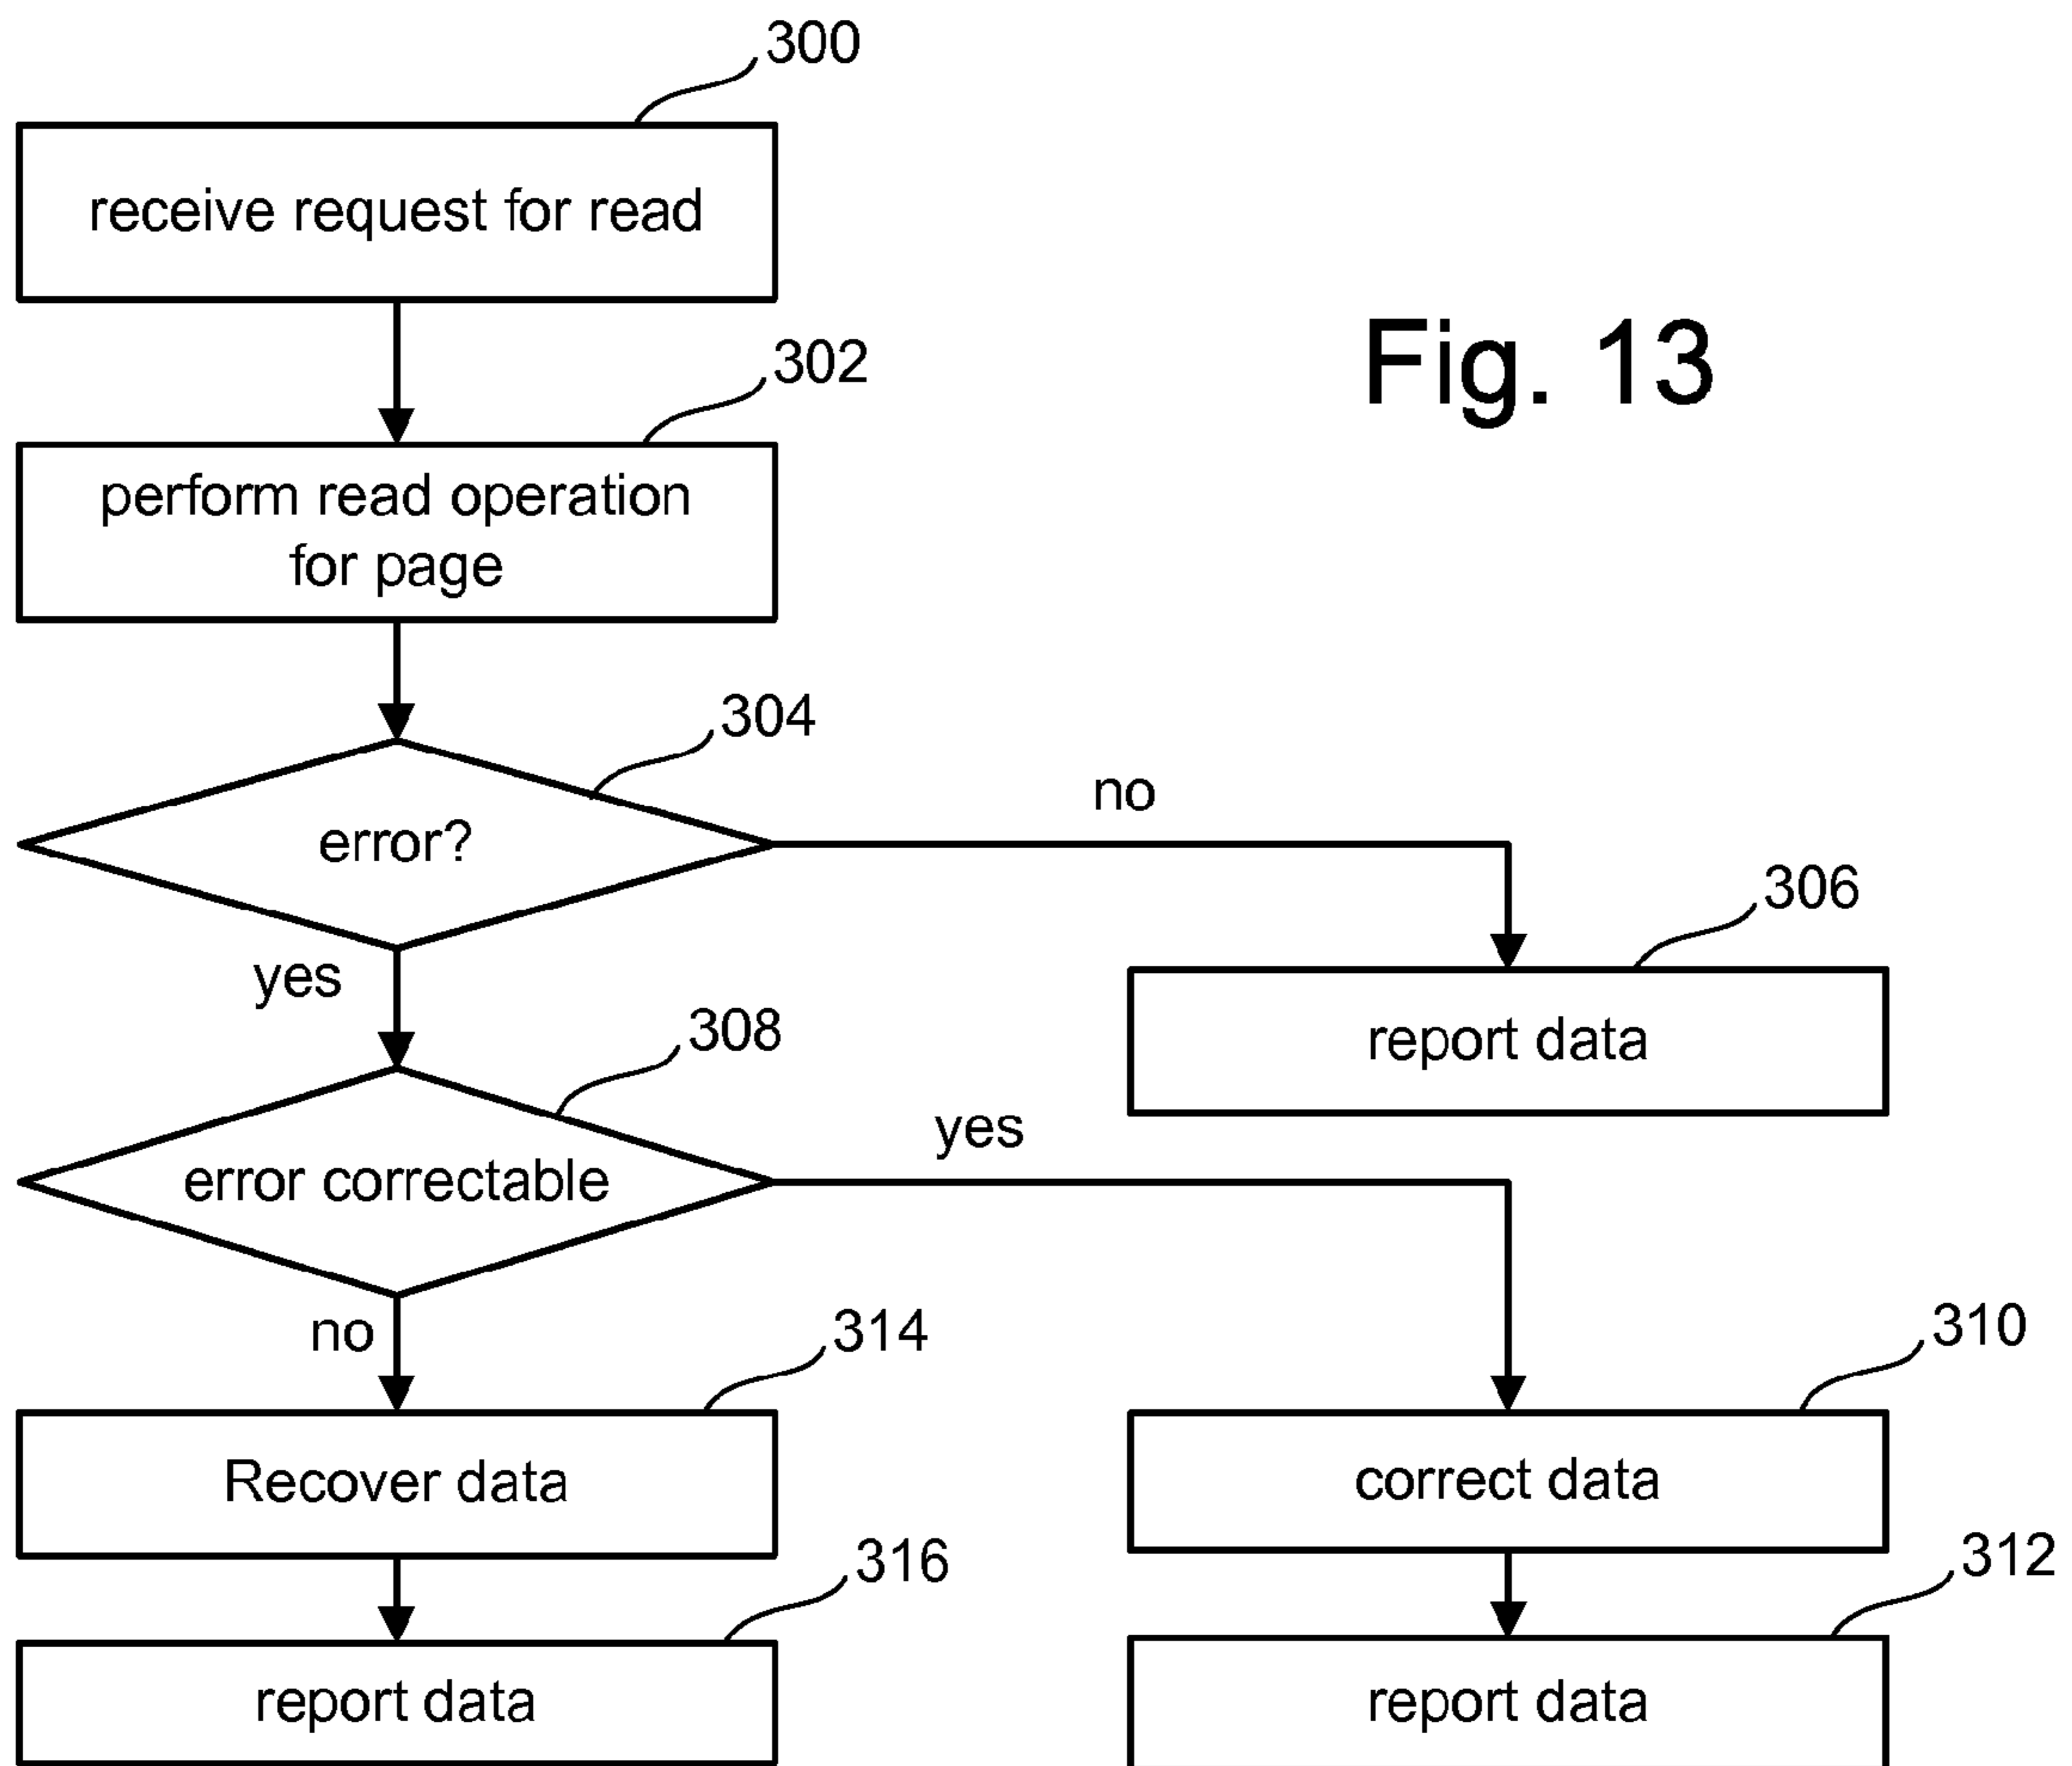 300
receive request for read
Fig. 13
302
perform read operation
for page
304
error?
no
306
report data
yes
308
error correctable
yes
no
314
310
Recover data
correct data
316
312
report data
report data